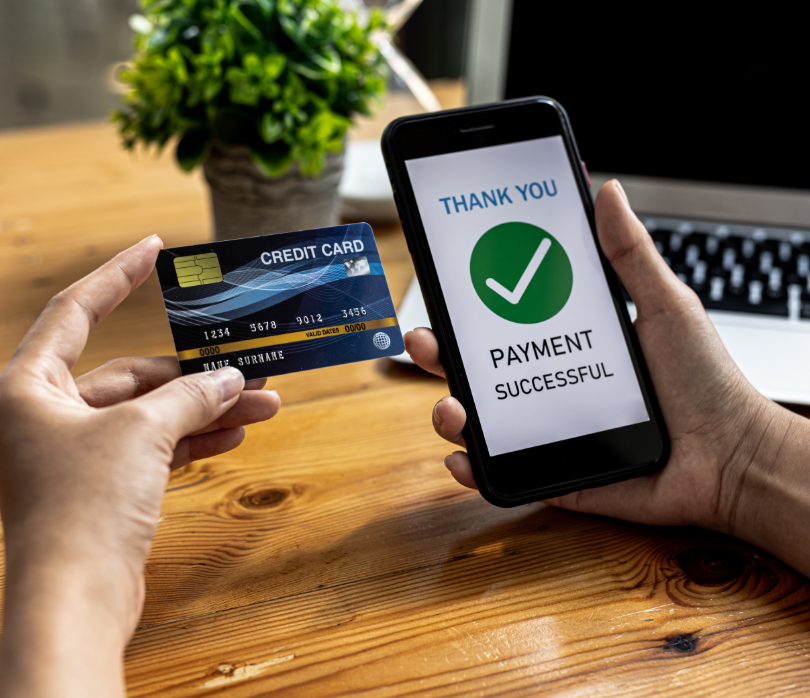 CREDIT CARD
1234 5678 9012 3456
VALID DATES 00/00
0000
NAME SURNAME
THANK YOU
PAYMENT
SUCCESSFUL